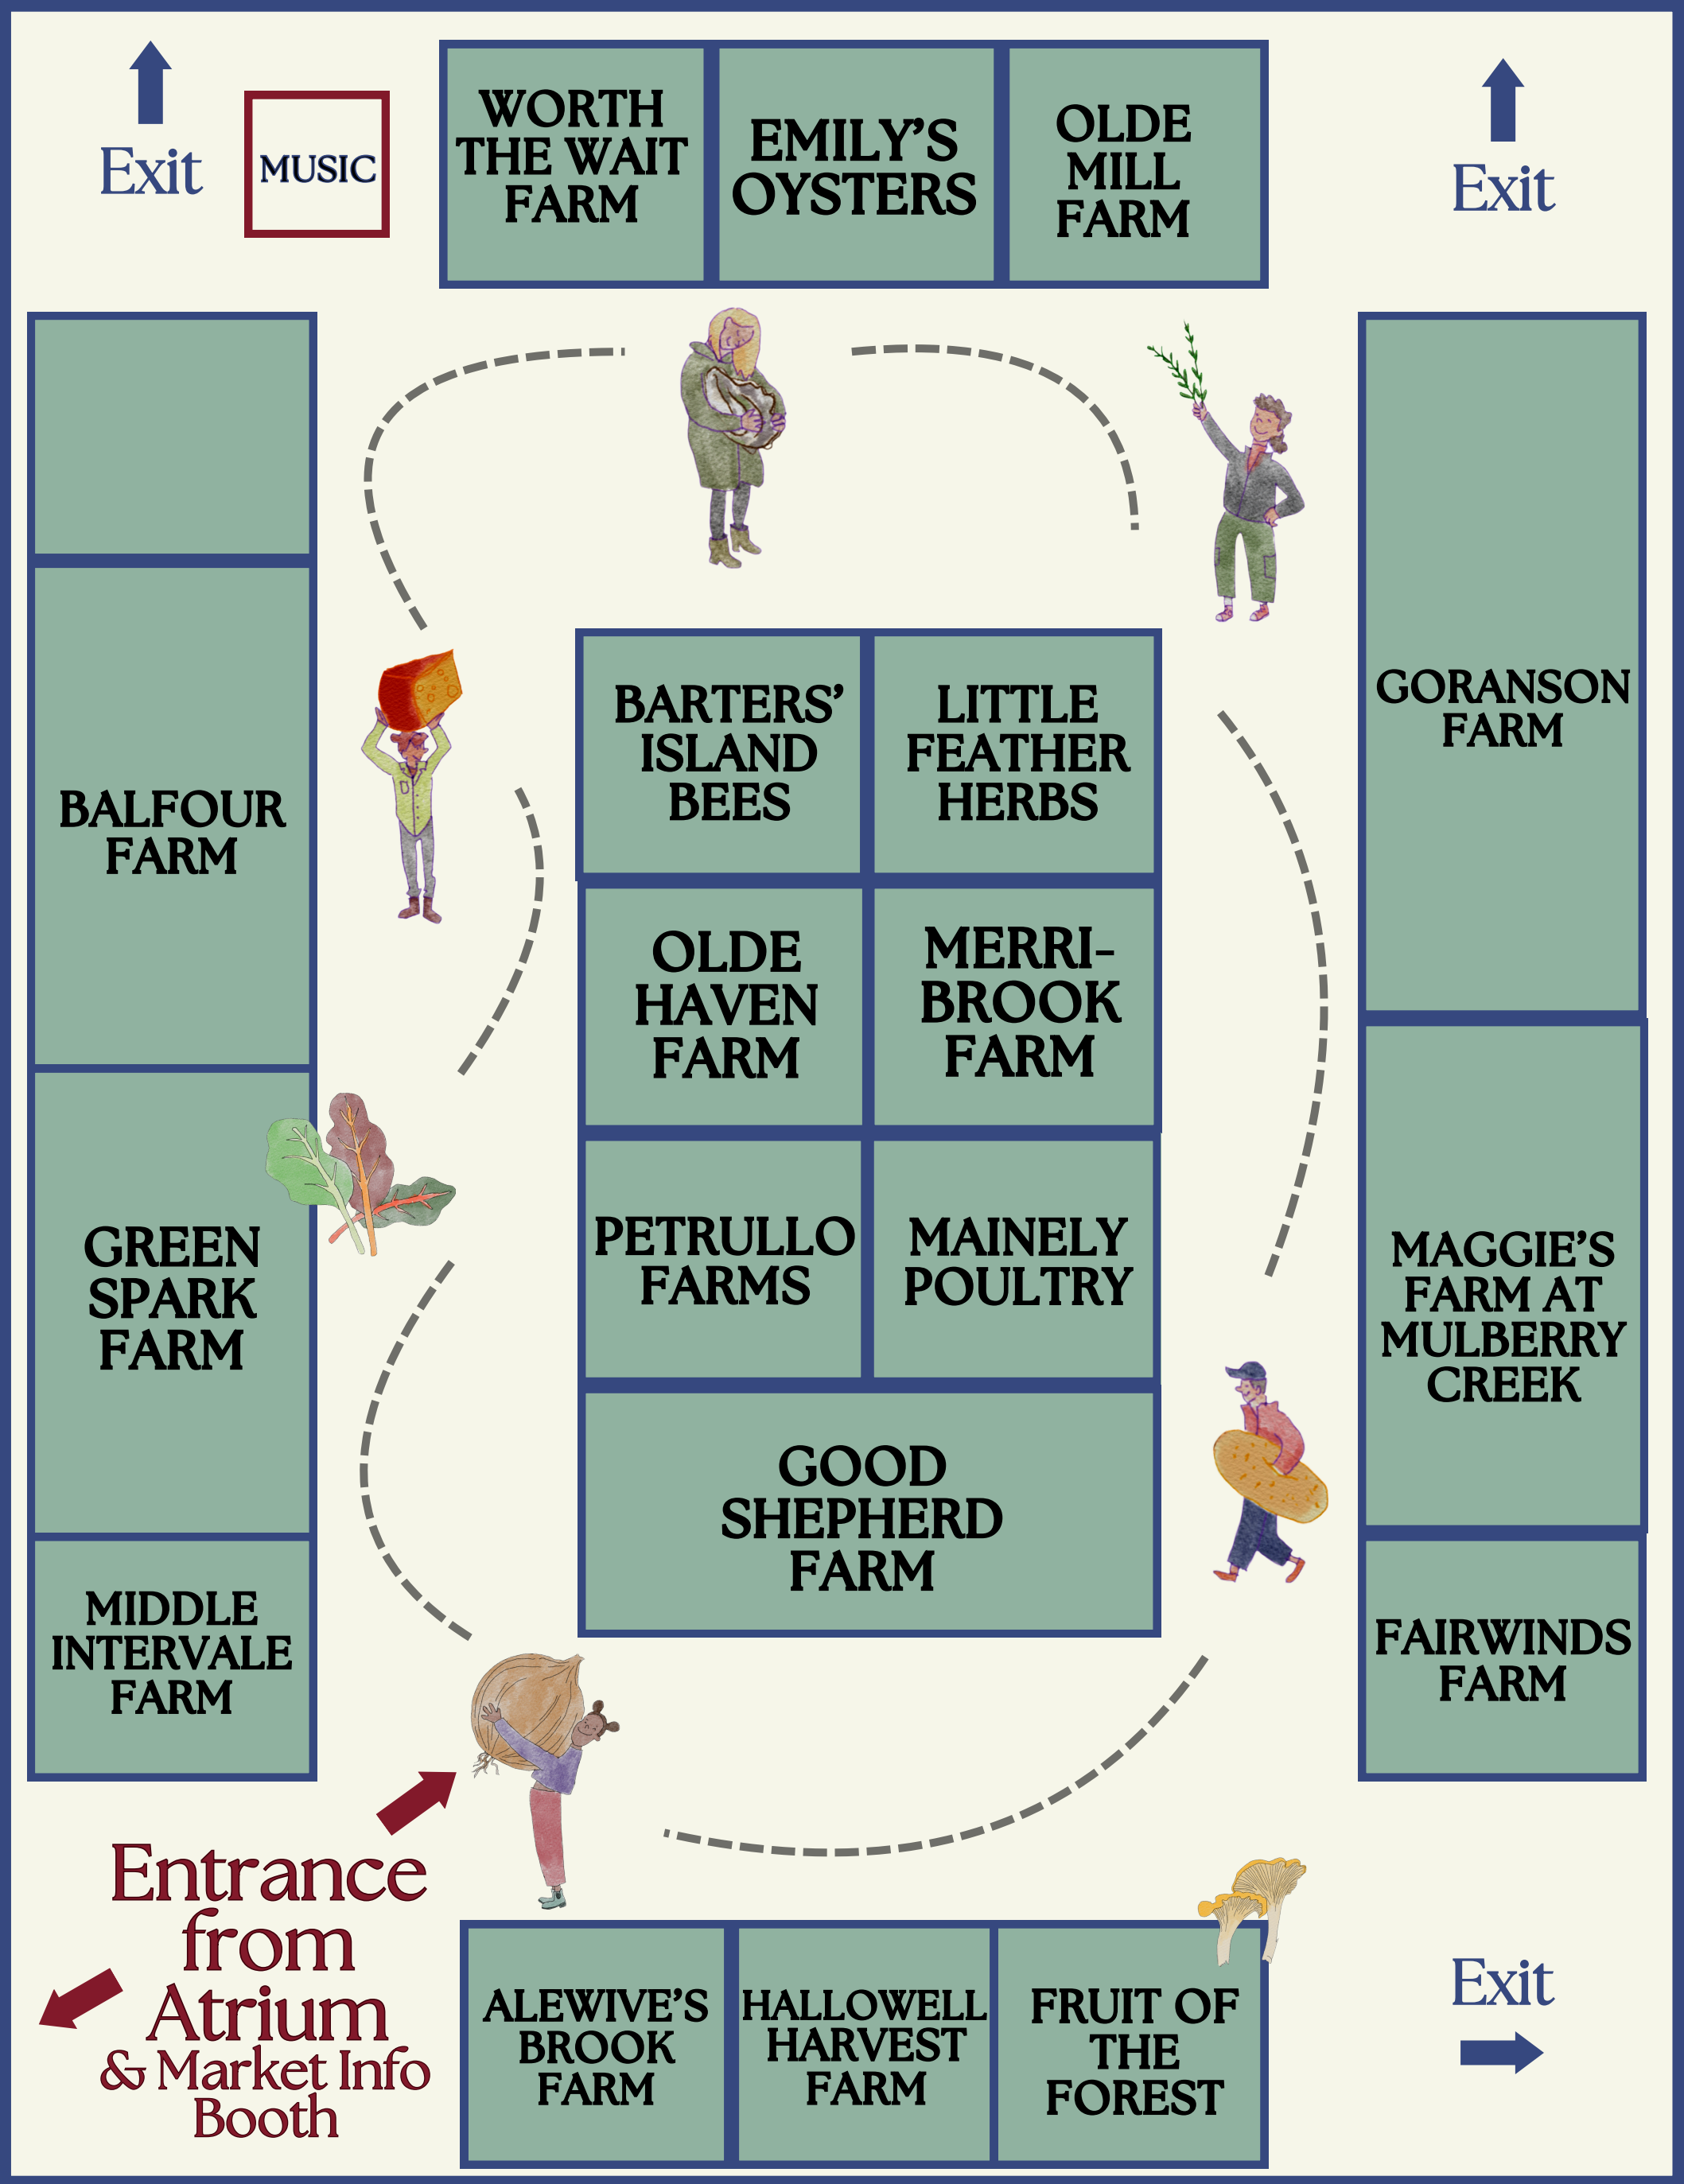 Exit
MUSIC
WORTH
THE WAIT
FARM
EMILY'S
OYSTERS
OLDE
MILL
FARM
Exit
BALFOUR
FARM
GREEN
SPARK
FARM
MIDDLE
INTERVALE
FARM
BARTERS'
ISLAND
BEES
LITTLE
FEATHER
HERBS
OLDE
HAVEN
FARM
MERRI-
BROOK
FARM
PETRULLO
FARMS
MAINELY
POULTRY
GOOD
SHEPHERD
FARM
GORANSON
FARM
MAGGIE'S
FARM AT
MULBERRY
CREEK
FAIRWINDS
FARM
Entrance
from
Atrium
& Market Info
Booth
ALEWIVE'S
BROOK
FARM
HALLOWELL
HARVEST
FARM
FRUIT OF
THE
FOREST
Exit